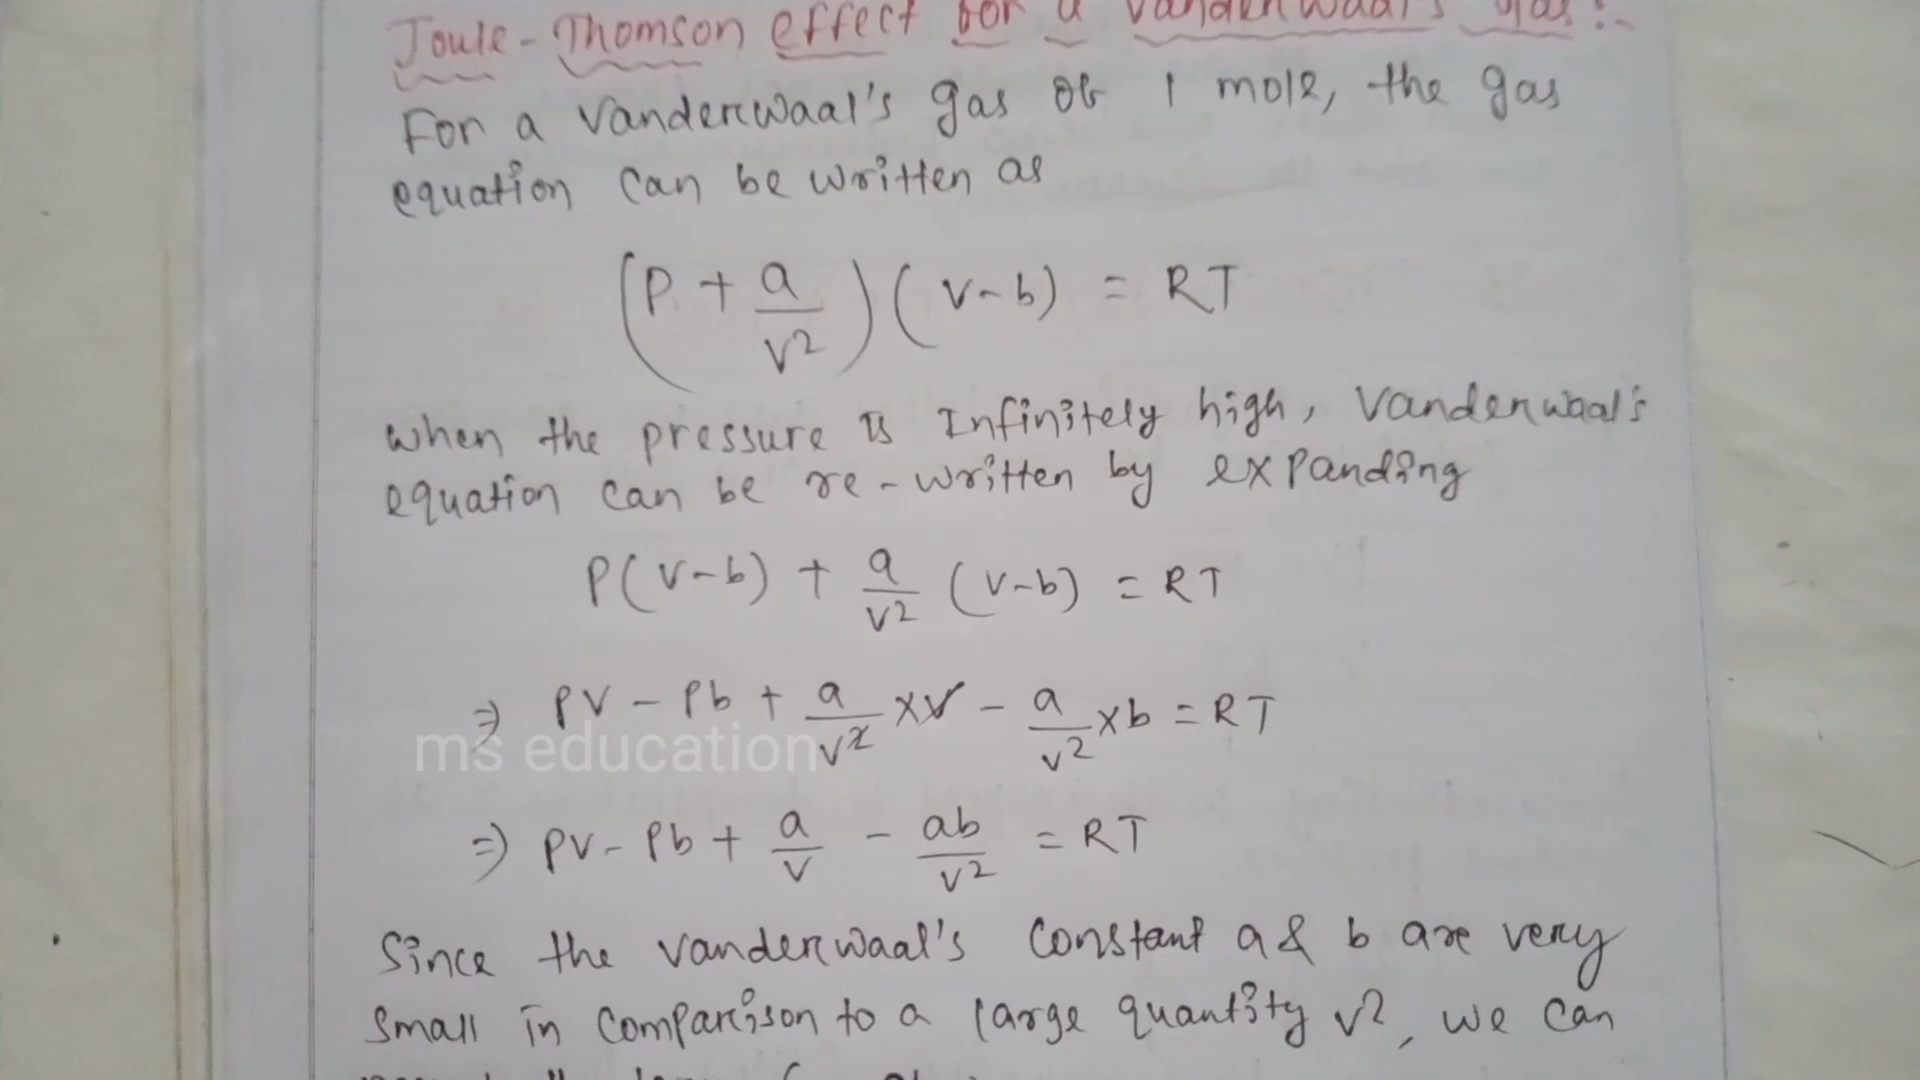 Joule-Thomson effect for a Vanderwaal's gas:-
For a Vanderwaal's gas of 1 mole, the gas
equation can be written as
(P + a/v²)(v-b) = RT
when the pressure is Infinitely high, Vanderwaal's
equation can be re-written by expanding
P(v-b) + a/v² (v-b) = RT
⇒ PV - Pb + a/v² × v - a/v² × b = RT
ms education
⇒ PV - Pb + a/v - ab/v² = RT
Since the Vanderwaal's constant a & b are very
small in comparison to a large quantity v², we can